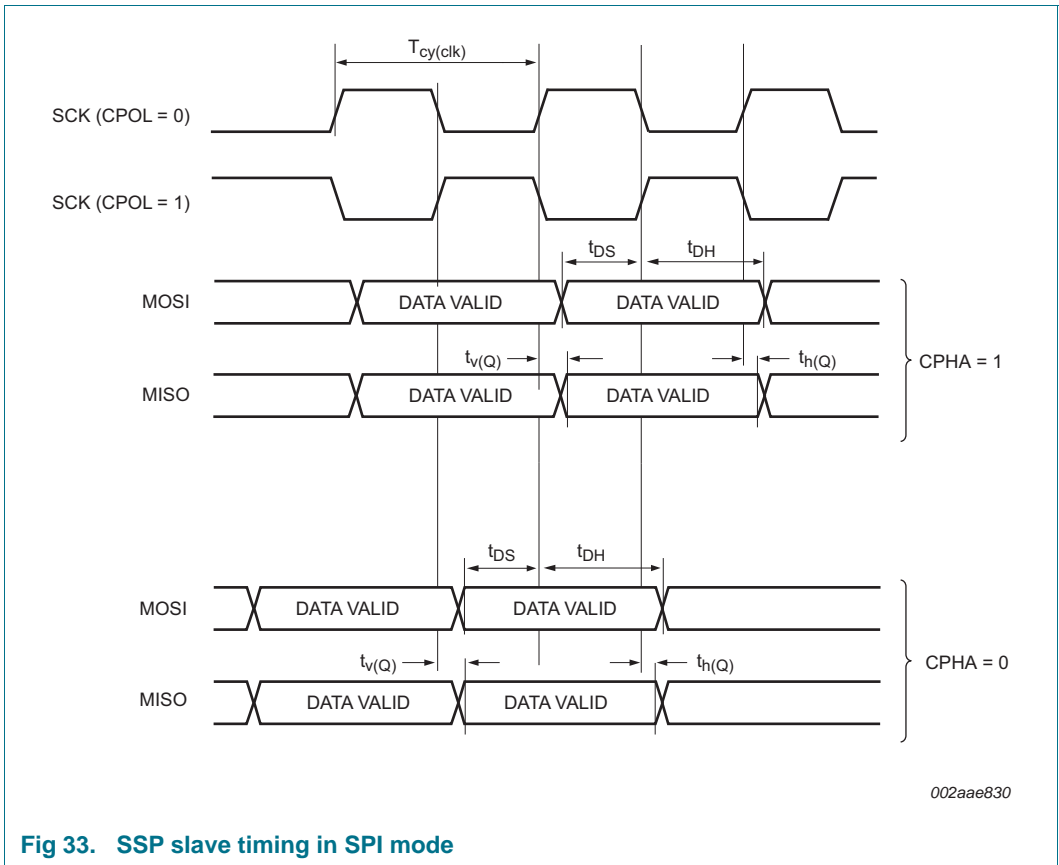 Tcy(clk)
SCK (CPOL = 0)
SCK (CPOL = 1)
tDS tDH
MOSI DATA VALID DATA VALID
tv(Q) th(Q)
CPHA = 1
MISO DATA VALID DATA VALID
tDS tDH
MOSI DATA VALID DATA VALID
tv(Q) th(Q)
CPHA = 0
MISO DATA VALID DATA VALID
002aae830
Fig 33. SSP slave timing in SPI mode